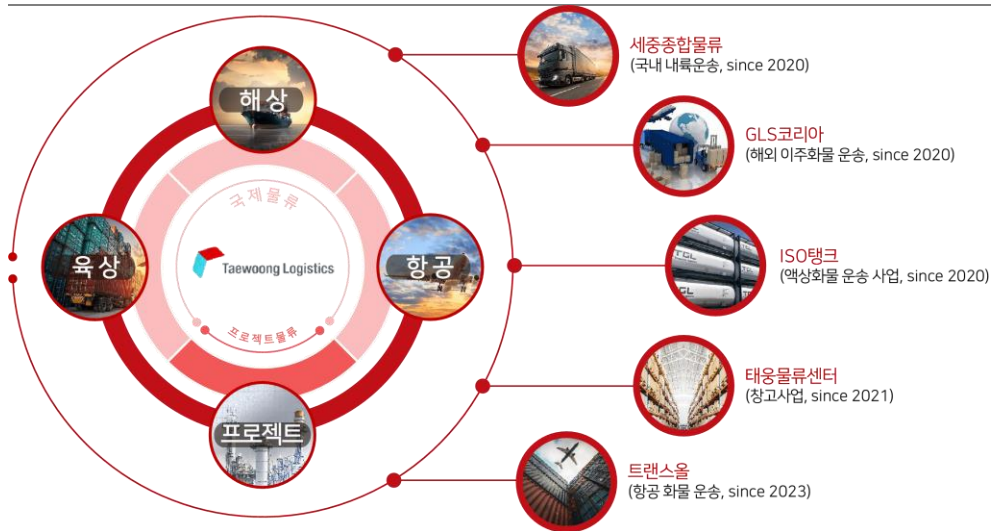 해상
육상
국제물류
Taewoong Logistics
항공
프로젝트물류
프로젝트
세중종합물류
(국내 내륙운송, since 2020)
GLS코리아
(해외 이주화물 운송, since 2020)
TGL
TGL
TGL
ISO탱크
(액상화물 운송 사업, since 2020)
태웅물류센터
(창고사업, since 2021)
트랜스올
(항공 화물 운송, since 2023)